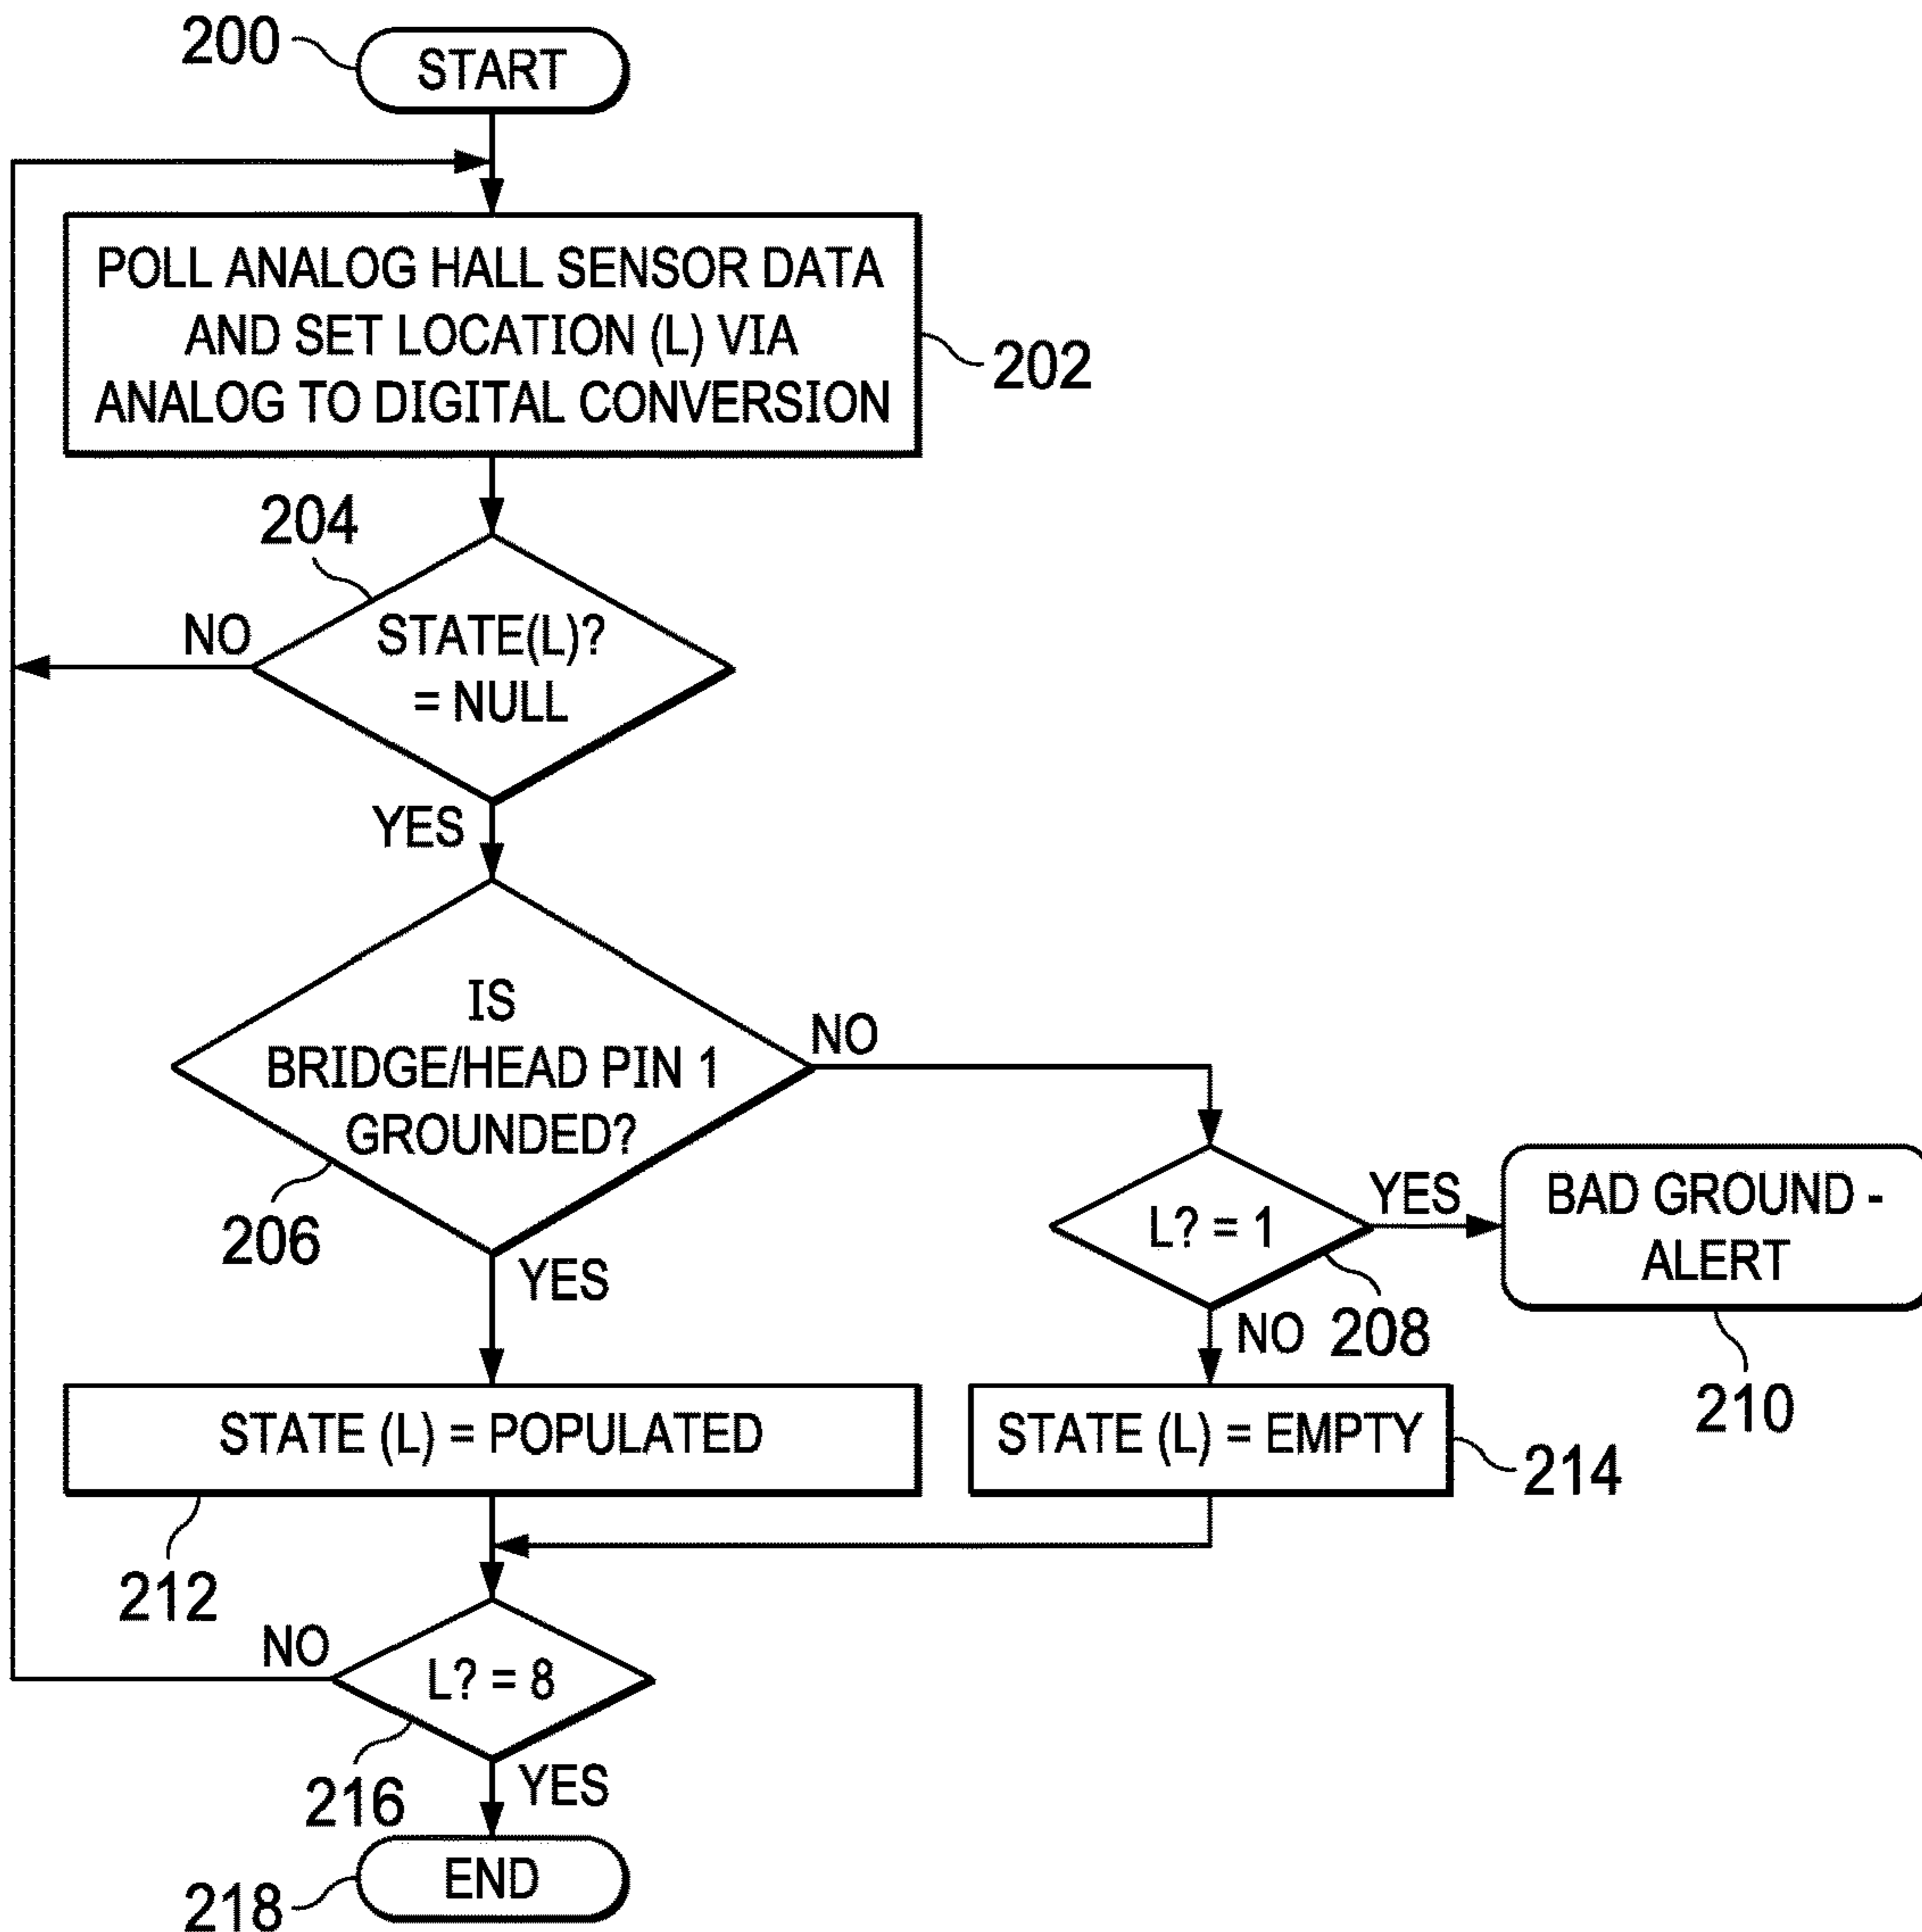 200
START
POLL ANALOG HALL SENSOR DATA
AND SET LOCATION (L) VIA
ANALOG TO DIGITAL CONVERSION
202
204
NO
STATE(L)?
= NULL
YES
IS
BRIDGE/HEAD PIN 1
GROUNDED?
NO
206
YES
L? = 1
YES
BAD GROUND -
ALERT
NO
208
210
STATE (L) = POPULATED
STATE (L) = EMPTY
214
212
NO
L? = 8
216
YES
END
218